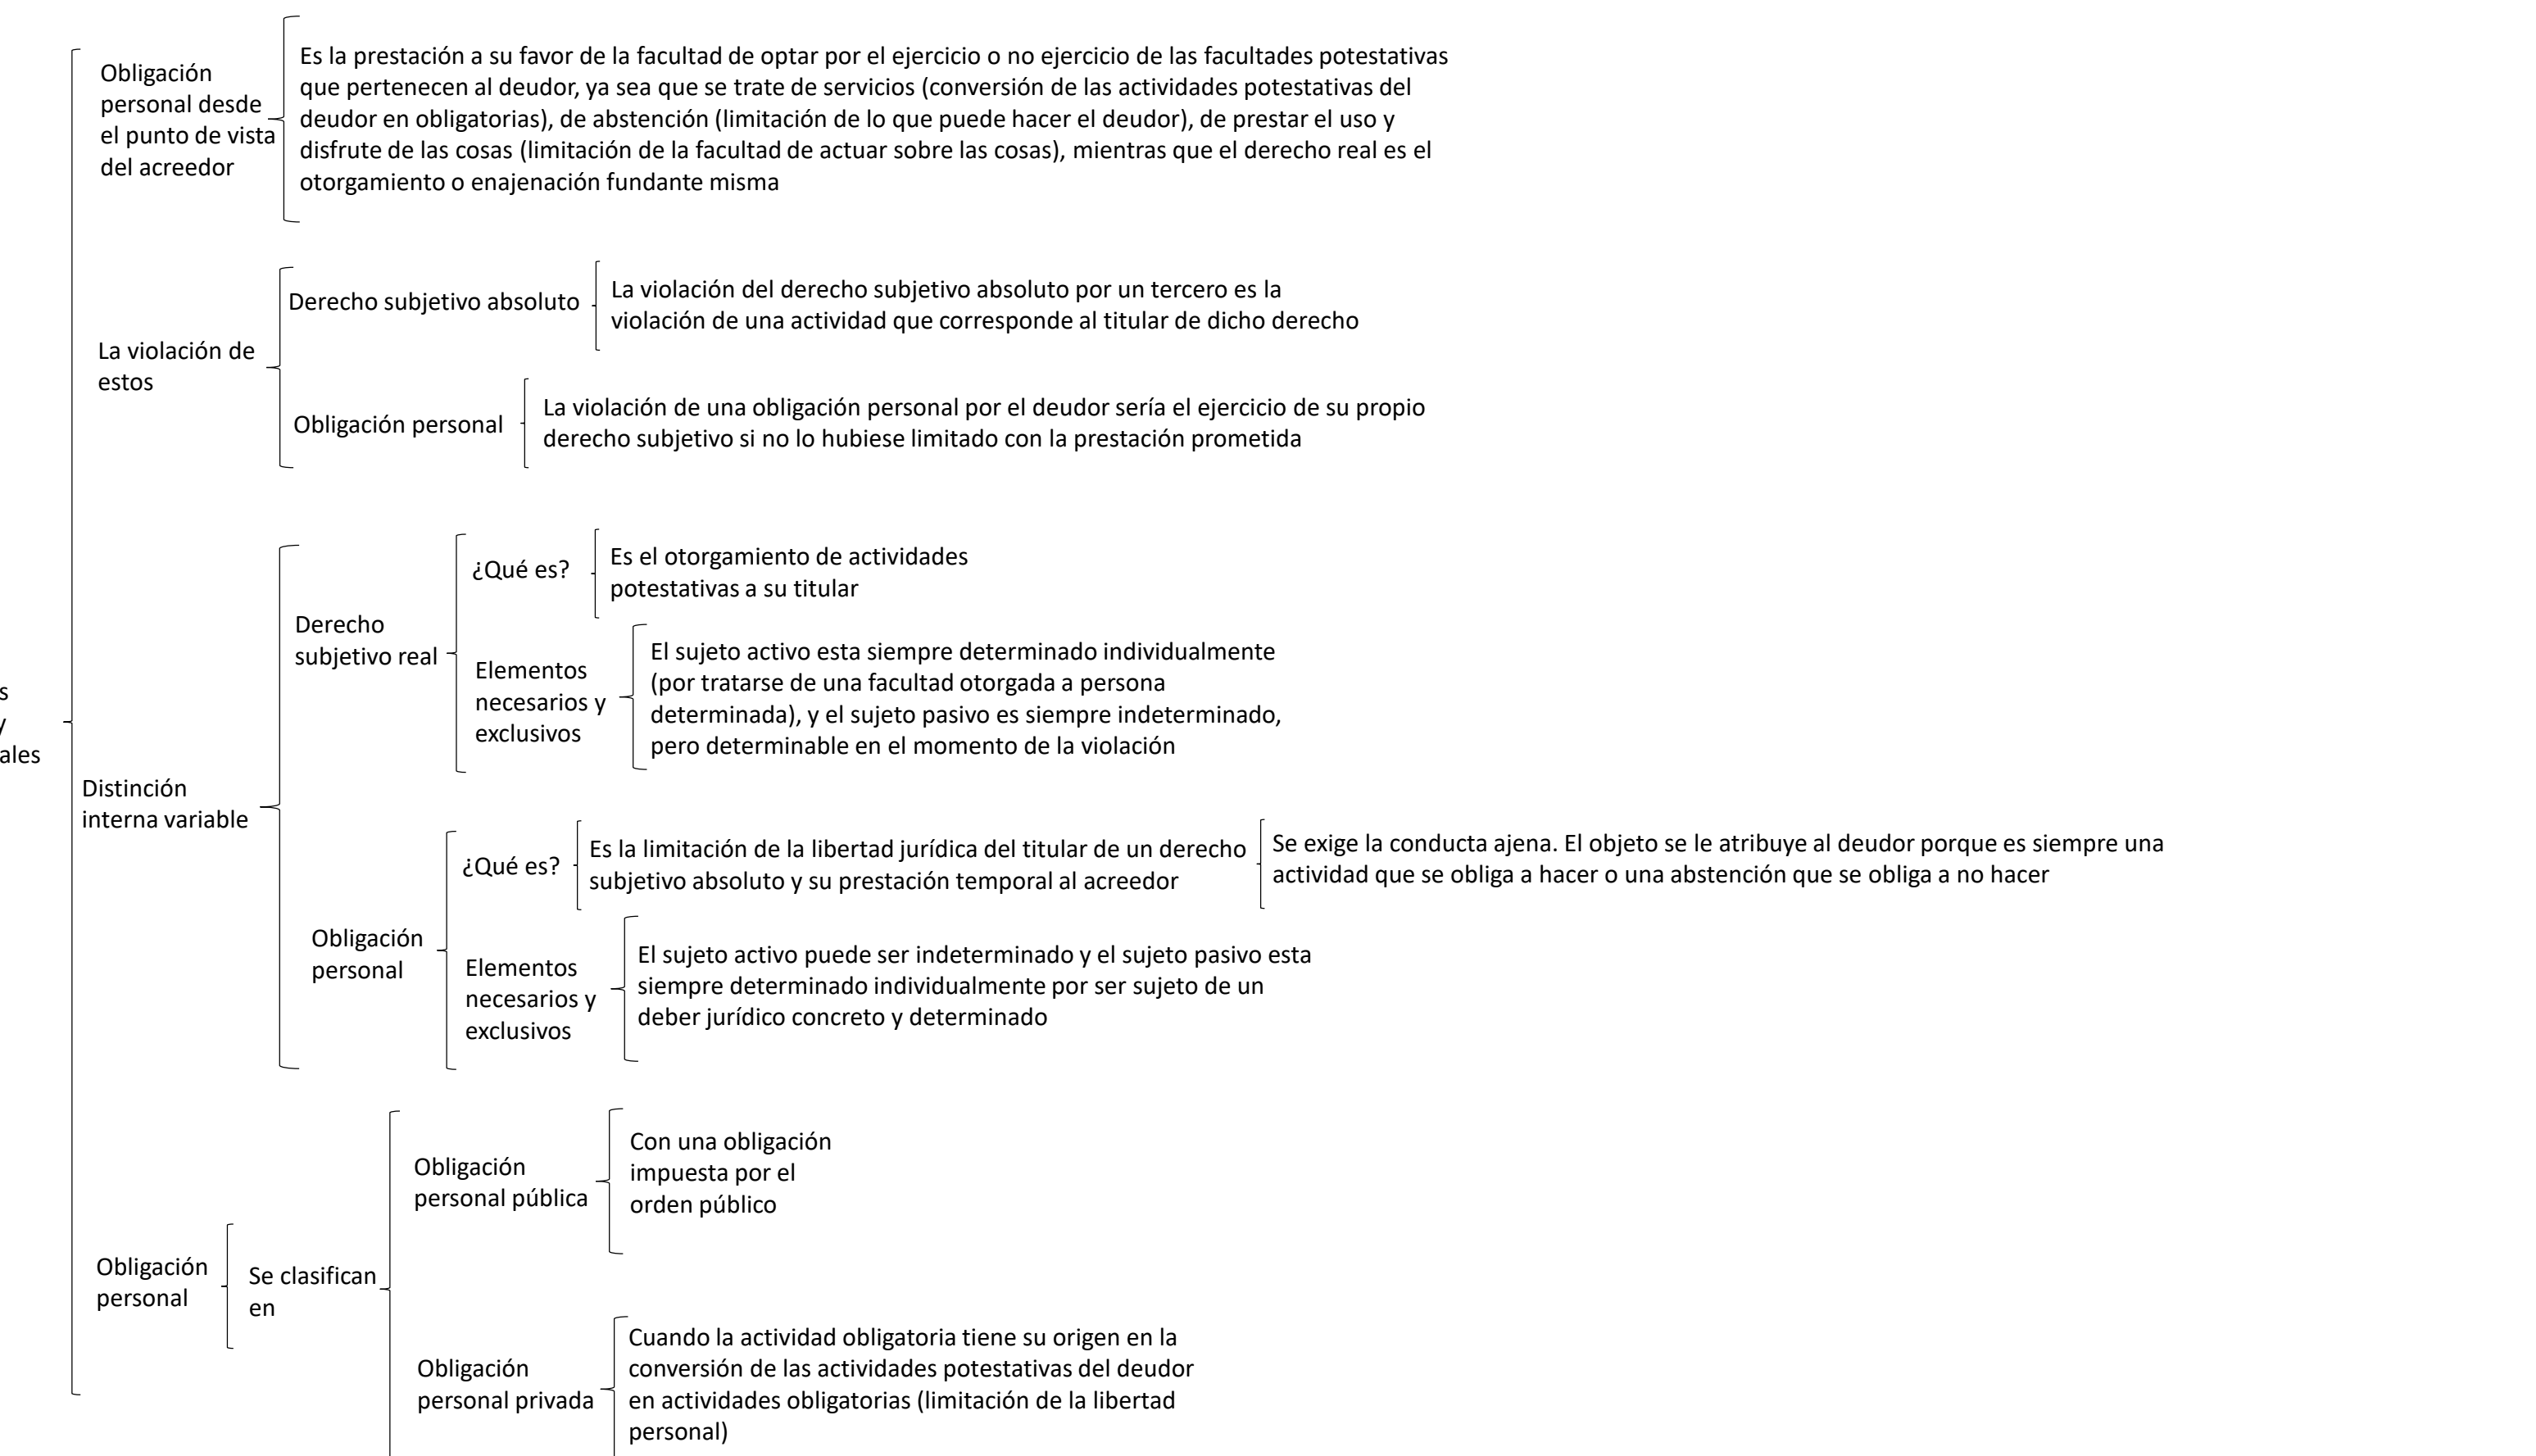 Obligación
personal desde
el punto de vista
del acreedor
Es la prestación a su favor de la facultad de optar por el ejercicio o no ejercicio de las facultades potestativas
que pertenecen al deudor, ya sea que se trate de servicios (conversión de las actividades potestativas del
deudor en obligatorias), de abstención (limitación de lo que puede hacer el deudor), de prestar el uso y
disfrute de las cosas (limitación de la facultad de actuar sobre las cosas), mientras que el derecho real es el
otorgamiento o enajenación fundante misma
La violación de
estos
Derecho subjetivo absoluto
La violación del derecho subjetivo absoluto por un tercero es la
violación de una actividad que corresponde al titular de dicho derecho
Obligación personal
La violación de una obligación personal por el deudor sería el ejercicio de su propio
derecho subjetivo si no lo hubiese limitado con la prestación prometida
s
y
ales
Distinción
interna variable
Derecho
subjetivo real
¿Qué es?
Es el otorgamiento de actividades
potestativas a su titular
Elementos
necesarios y
exclusivos
El sujeto activo esta siempre determinado individualmente
(por tratarse de una facultad otorgada a persona
determinada), y el sujeto pasivo es siempre indeterminado,
pero determinable en el momento de la violación
Obligación
personal
¿Qué es?
Es la limitación de la libertad jurídica del titular de un derecho
subjetivo absoluto y su prestación temporal al acreedor
Se exige la conducta ajena. El objeto se le atribuye al deudor porque es siempre una
actividad que se obliga a hacer o una abstención que se obliga a no hacer
Elementos
necesarios y
exclusivos
El sujeto activo puede ser indeterminado y el sujeto pasivo esta
siempre determinado individualmente por ser sujeto de un
deber jurídico concreto y determinado
Obligación
personal
Se clasifican
en
Obligación
personal pública
Con una obligación
impuesta por el
orden público
Obligación
personal privada
Cuando la actividad obligatoria tiene su origen en la
conversión de las actividades potestativas del deudor
en actividades obligatorias (limitación de la libertad
personal)